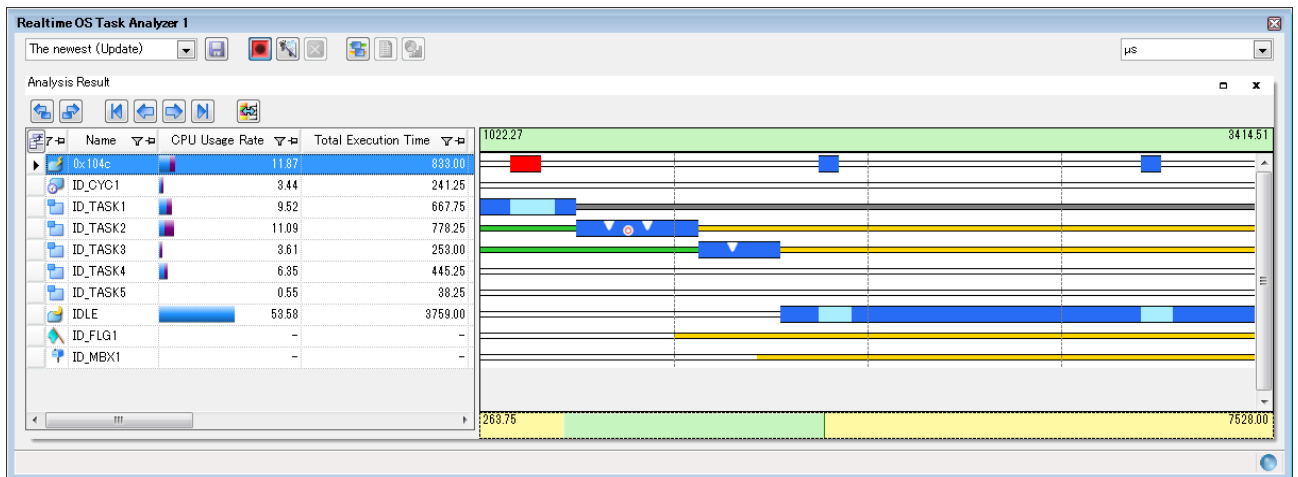 Realtime OS Task Analyzer 1
The newest (Update) µs
Analysis Result
Name CPU Usage Rate Total Execution Time 1022.27 3414.51
0x104c 11.87 833.00
ID_CYC1 3.44 241.25
ID_TASK1 9.52 667.75
ID_TASK2 11.09 778.25
ID_TASK3 3.61 253.00
ID_TASK4 6.35 445.25
ID_TASK5 0.55 38.25
IDLE 53.58 3759.00
ID_FLG1 - -
ID_MBX1 - -
263.75 7528.00